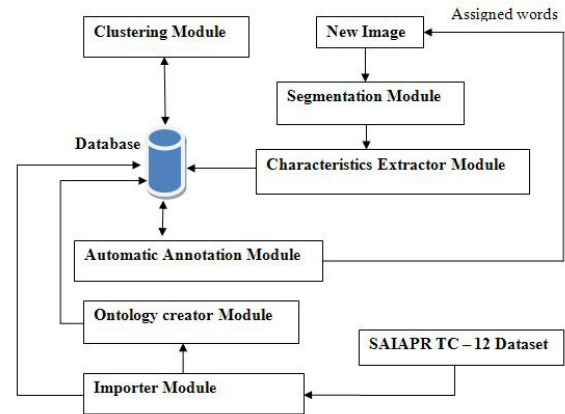 Assigned words
Clustering Module
New Image
Segmentation Module
Database
Characteristics Extractor Module
Automatic Annotation Module
Ontology creator Module
SAIAPR TC – 12 Dataset
Importer Module